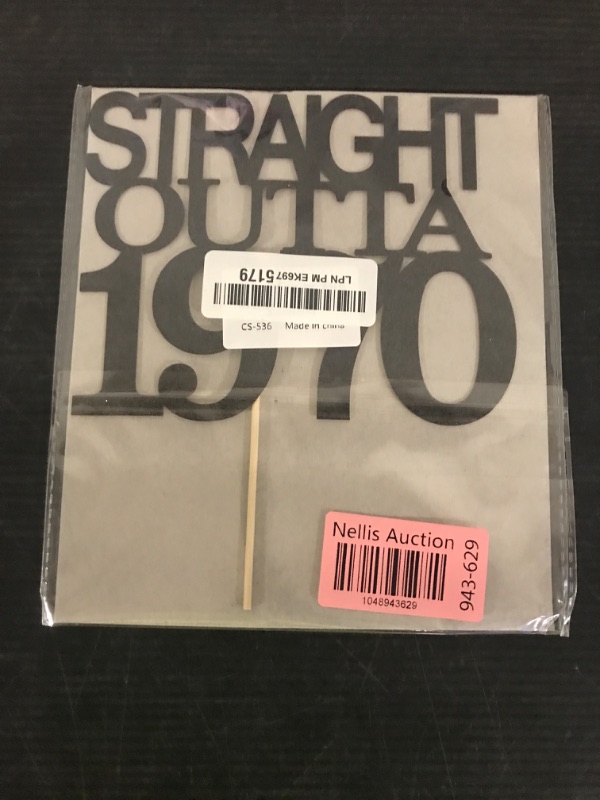 STRAIGHT
OUTTA
1970
LPN PM EK6975179
CS-536 Made in China
Nellis Auction
1048943629
943-629